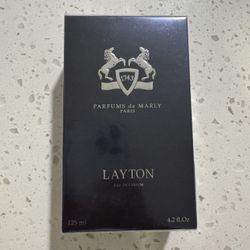 1743
PARFUMS de MARLY
PARIS
LAYTON
EAU DE PARFUM
125 ml 4.2 fl.Oz